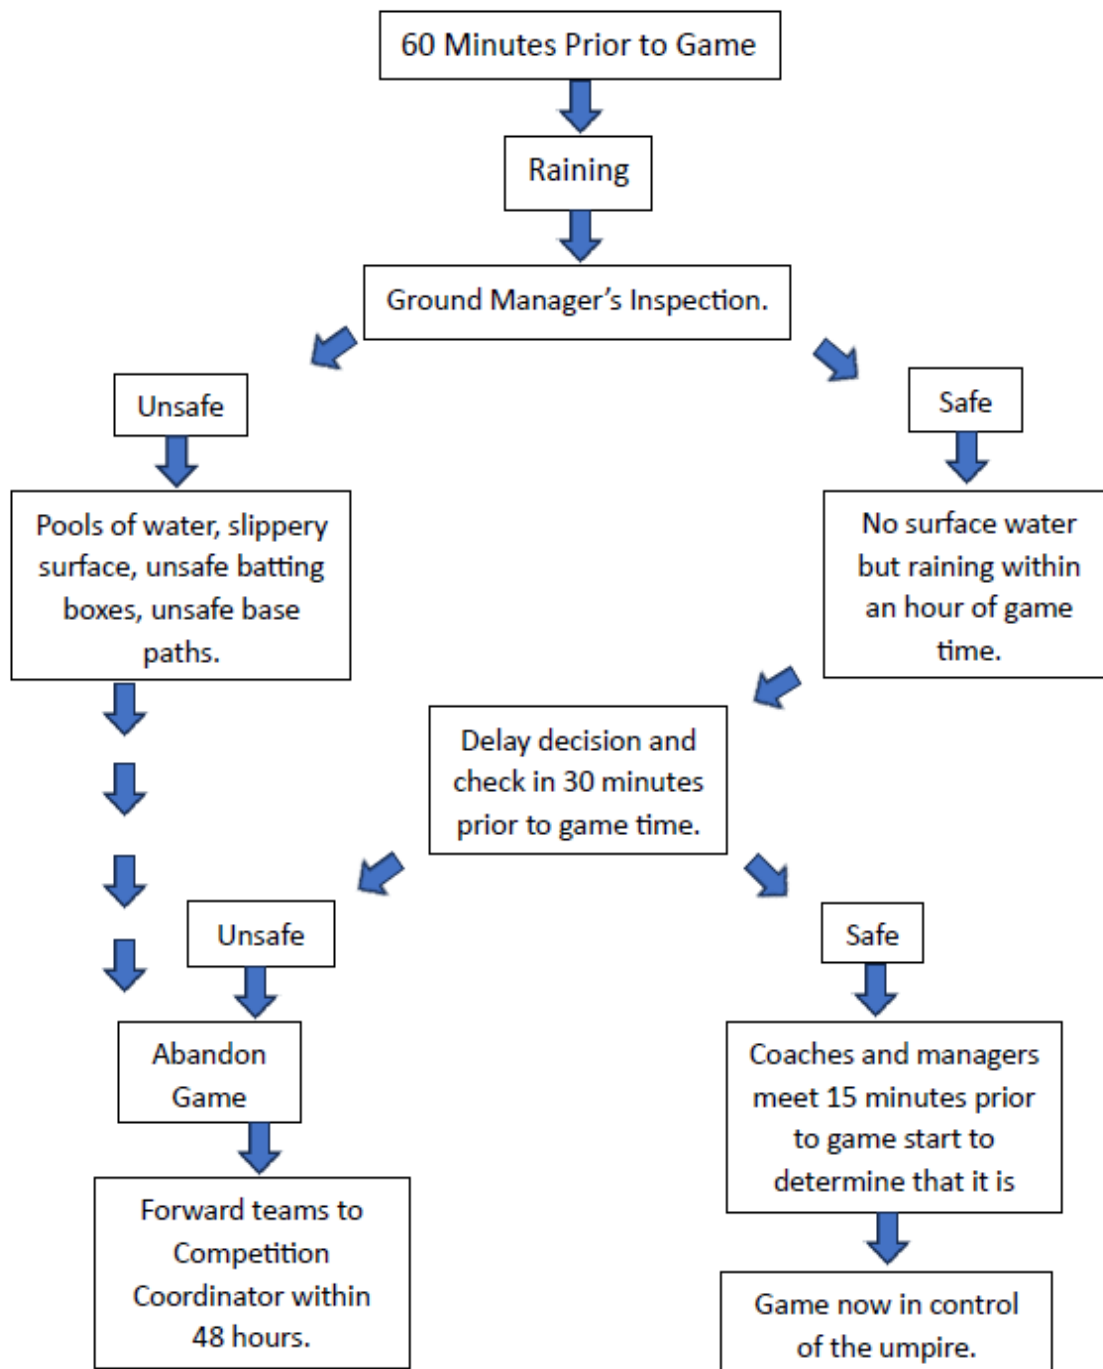 60 Minutes Prior to Game
Raining
Ground Manager’s Inspection.
Unsafe
Safe
Pools of water, slippery
surface, unsafe batting
boxes, unsafe base
paths.
No surface water
but raining within
an hour of game
time.
Delay decision and
check in 30 minutes
prior to game time.
Unsafe
Safe
Abandon
Game
Coaches and managers
meet 15 minutes prior
to game start to
determine that it is
Forward teams to
Competition
Coordinator within
48 hours.
Game now in control
of the umpire.